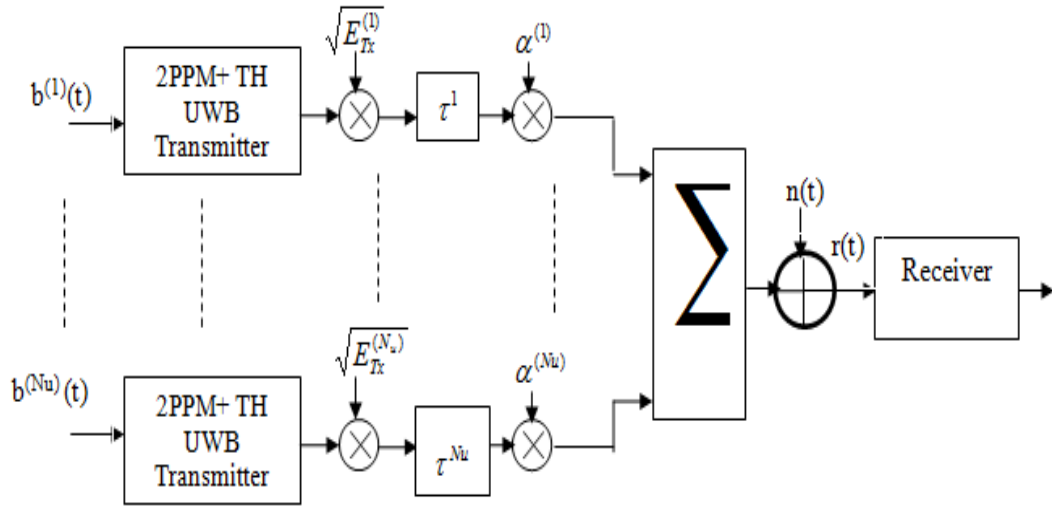 √E_Tx^(1)
α^(1)
b^(1)(t)
2PPM+ TH
UWB
Transmitter
τ^1
∑
n(t)
r(t)
Receiver
√E_Tx^(N_u)
α^(Nu)
b^(Nu)(t)
2PPM+ TH
UWB
Transmitter
τ^Nu